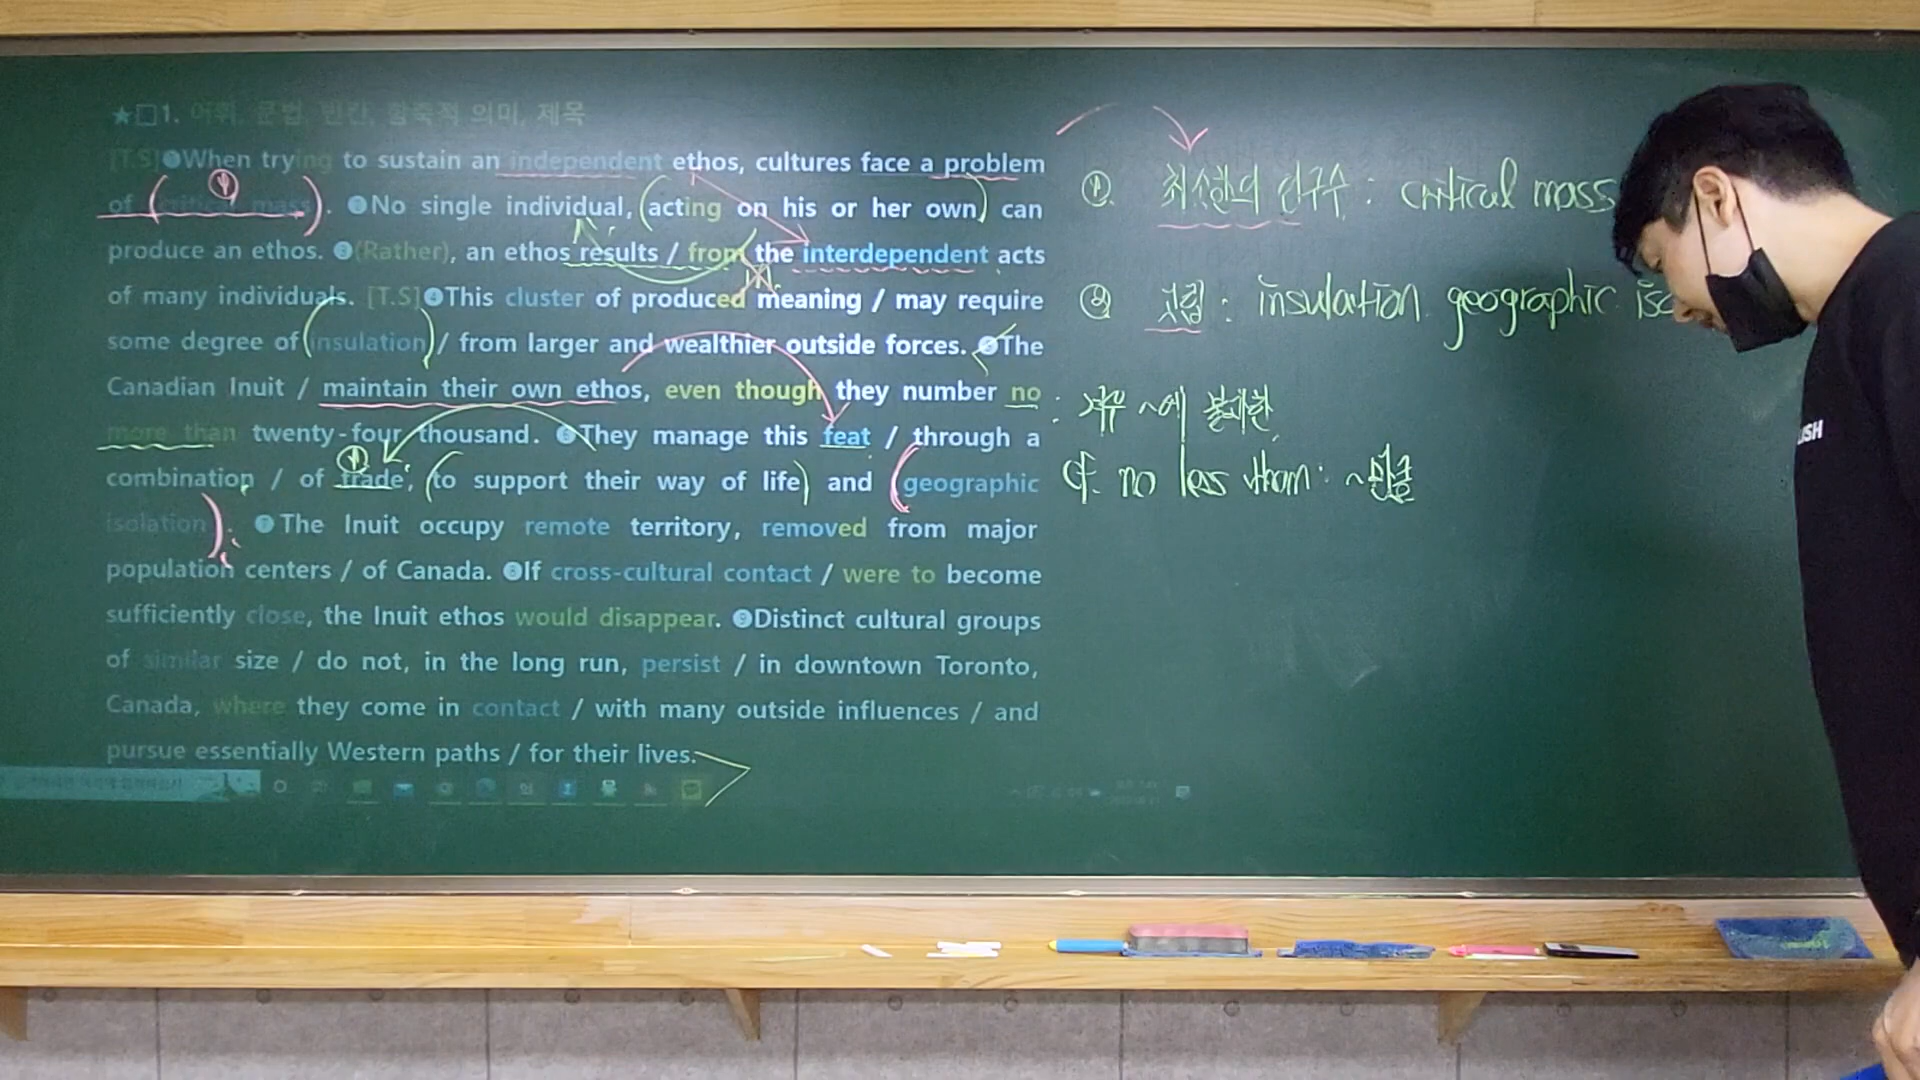 ★□1. 어휘, 문법, 빈칸, 함축적 의미, 제목
[T.S]❶When trying to sustain an independent ethos, cultures face a problem
of (critical mass). ❷No single individual, (acting on his or her own) can
produce an ethos. ❸(Rather), an ethos results / from the interdependent acts
of many individuals. [T.S]❹This cluster of produced meaning / may require
some degree of (insulation) / from larger and wealthier outside forces. ❺The
Canadian Inuit / maintain their own ethos, even though they number no
more than twenty-four thousand. ❻They manage this feat / through a
combination / of trade, (to support their way of life) and (geographic
isolation). ❼The Inuit occupy remote territory, removed from major
population centers / of Canada. ❽If cross-cultural contact / were to become
sufficiently close, the Inuit ethos would disappear. ❾Distinct cultural groups
of similar size / do not, in the long run, persist / in downtown Toronto,
Canada, where they come in contact / with many outside influences / and
pursue essentially Western paths / for their lives.
① 최소한의 인구수 : critical mass
② 고립 : insulation geographic
: 겨우 ~에 불과한
cf. no less than : ~만큼